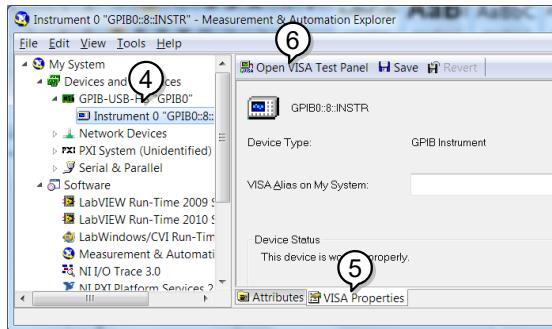 Instrument 0 "GPIB0::8::INSTR" - Measurement & Automation Explorer
File Edit View Tools Help
6
My System
Devices and
4
GPIB-USB-HS "GPIB0"
Instrument 0 "GPIB0::8::
Network Devices
PXI System (Unidentified)
Serial & Parallel
Software
LabVIEW Run-Time 2009 S
LabVIEW Run-Time 2010 S
LabWindows/CVI Run-Tim
Measurement & Automati
NI I/O Trace 3.0
NI PXI Platform Services 2
Open VISA Test Panel Save Revert
GPIB0::8::INSTR
Device Type: GPIB Instrument
VISA Alias on My System:
Device Status
This device is working properly.
5
Attributes VISA Properties